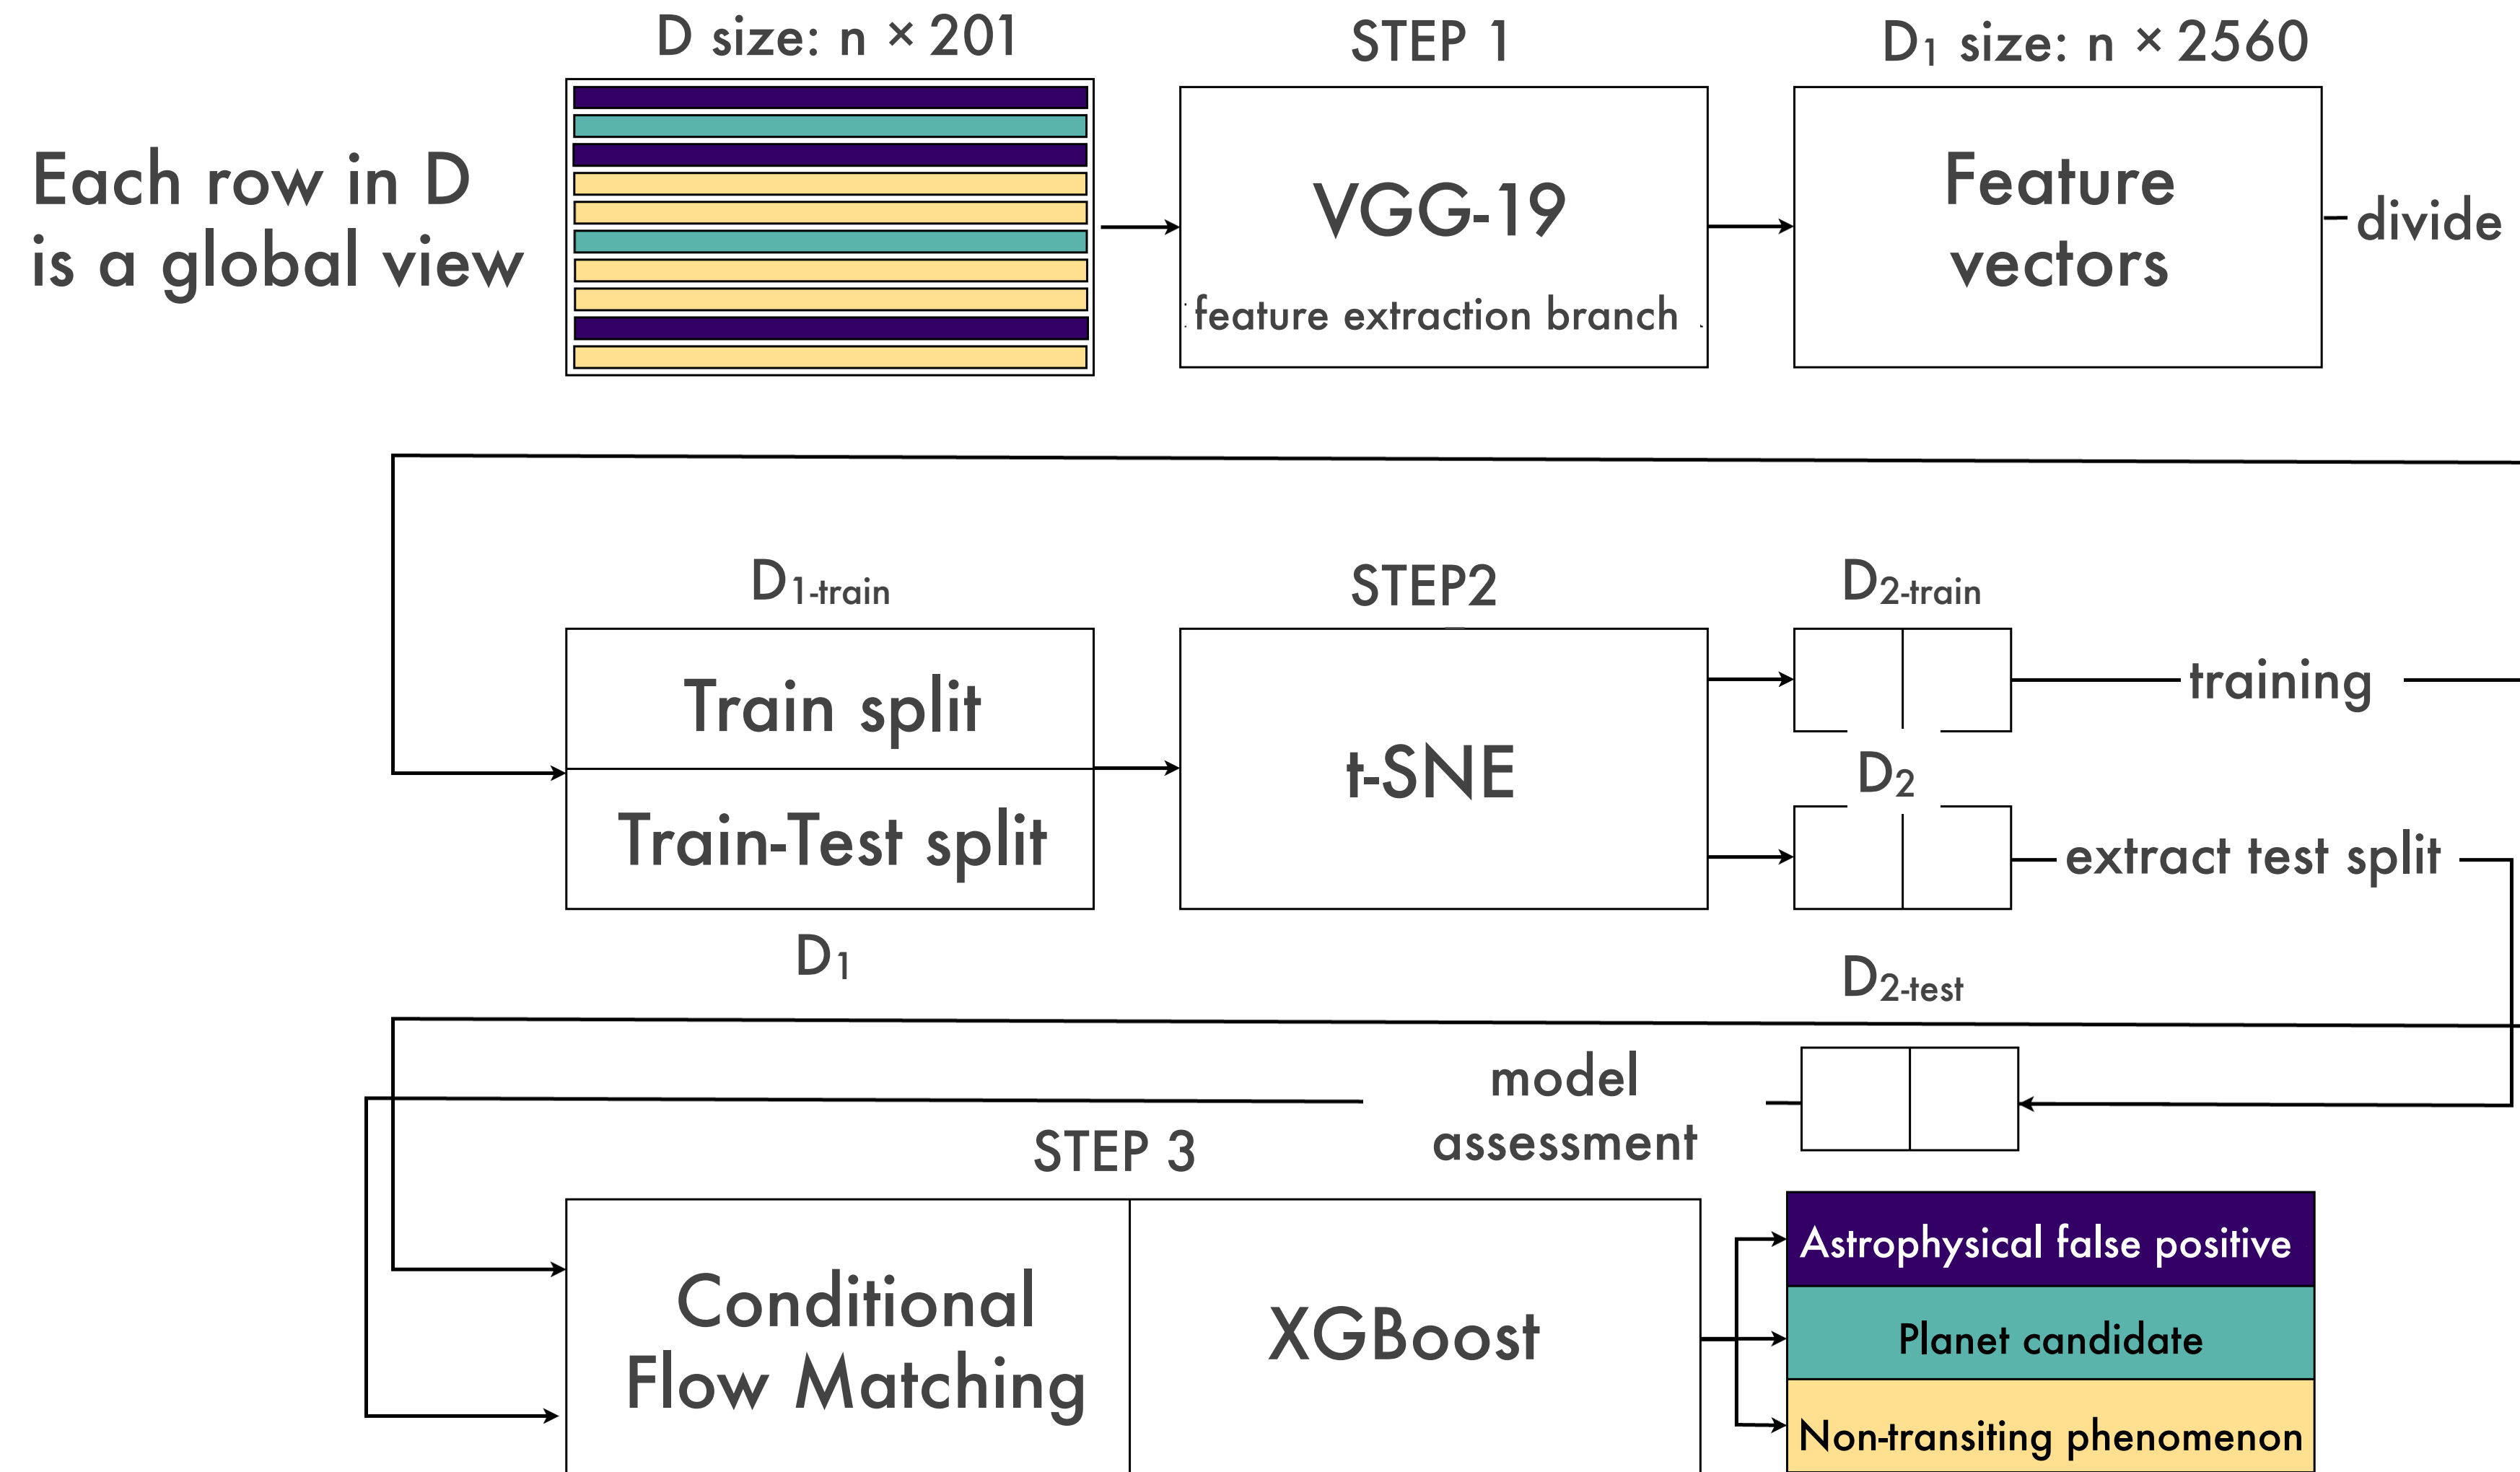 D size: n × 201
STEP 1
D₁ size: n × 2560
Each row in D
is a global view
VGG-19
feature extraction branch
Feature
vectors
divide
D₁₋train
STEP2
D₂₋train
Train split
Train-Test split
t-SNE
training
D₂
extract test split
D₁
D₂₋test
model
assessment
STEP 3
Conditional
Flow Matching
XGBoost
Astrophysical false positive
Planet candidate
Non-transiting phenomenon